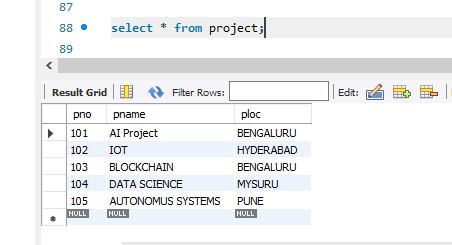 87
88 select * from project;
89
Result Grid Filter Rows: Edit:
pno pname ploc
101 AI Project BENGALURU
102 IOT HYDERABAD
103 BLOCKCHAIN BENGALURU
104 DATA SCIENCE MYSURU
105 AUTONOMUS SYSTEMS PUNE
NULL NULL NULL